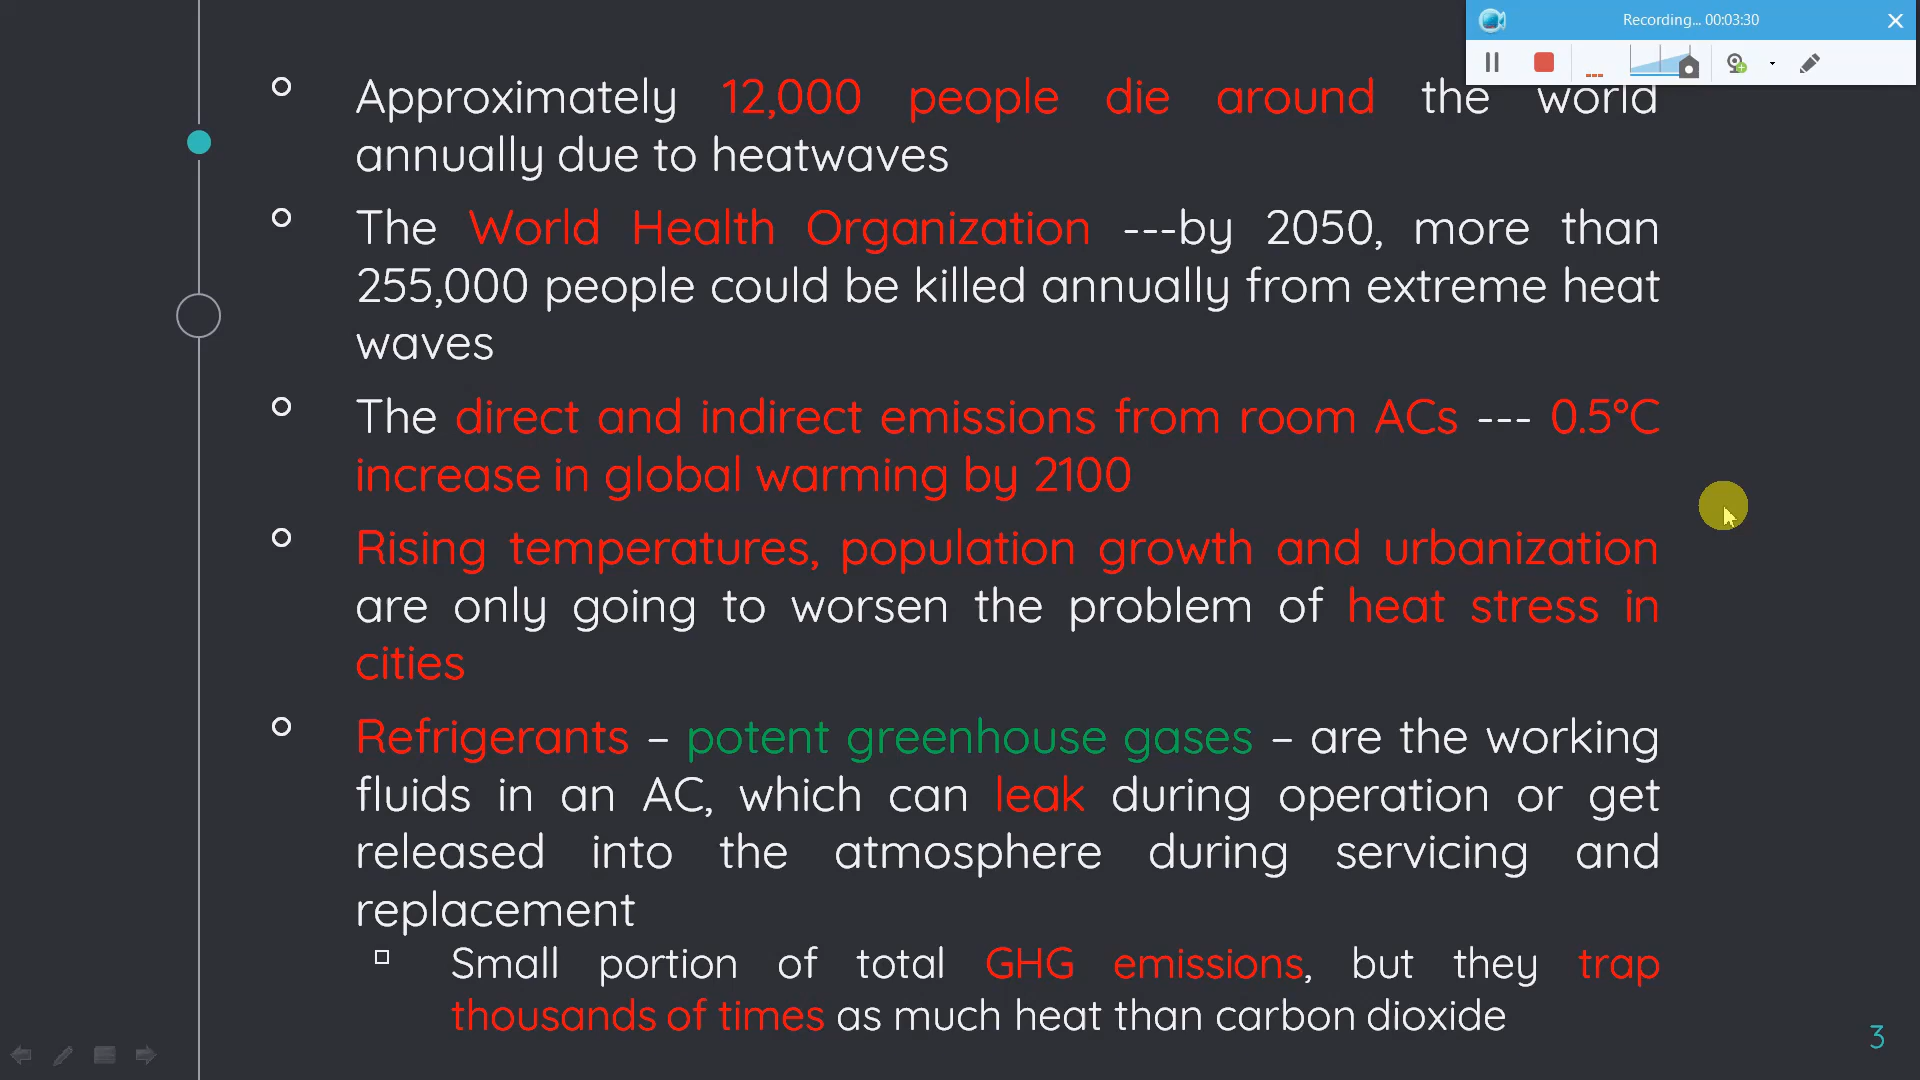 Recording... 00:03:30
Approximately 12,000 people die around the world
annually due to heatwaves
The World Health Organization ---by 2050, more than
255,000 people could be killed annually from extreme heat
waves
The direct and indirect emissions from room ACs --- 0.5°C
increase in global warming by 2100
Rising temperatures, population growth and urbanization
are only going to worsen the problem of heat stress in
cities
Refrigerants – potent greenhouse gases – are the working
fluids in an AC, which can leak during operation or get
released into the atmosphere during servicing and
replacement
Small portion of total GHG emissions, but they trap
thousands of times as much heat than carbon dioxide
3